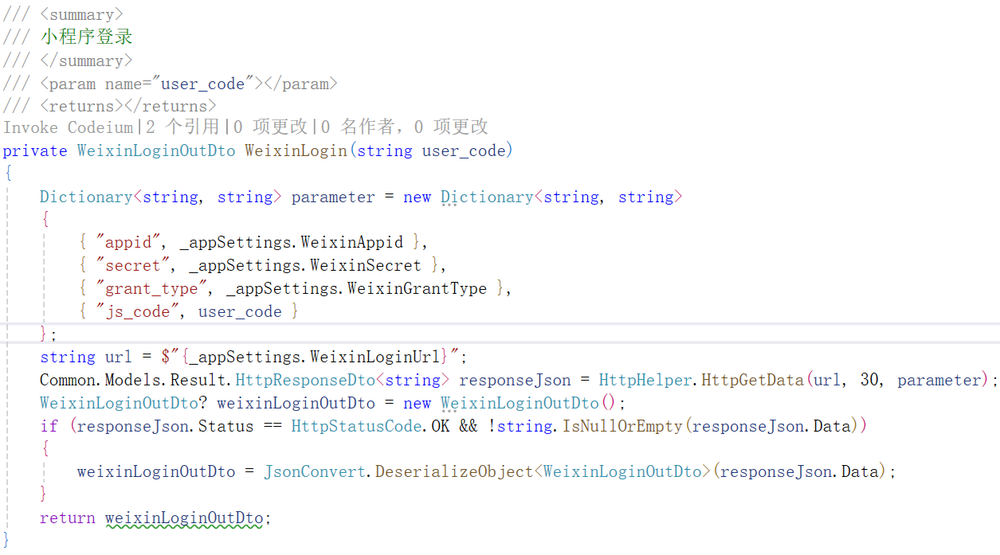 /// <summary>
/// 小程序登录
/// </summary>
/// <param name="user_code"></param>
/// <returns></returns>
Invoke Codeium|2 个引用|0 项更改|0 名作者，0 项更改
private WeixinLoginOutDto WeixinLogin(string user_code)
{
    Dictionary<string, string> parameter = new Dictionary<string, string>
    {
        { "appid", _appSettings.WeixinAppid },
        { "secret", _appSettings.WeixinSecret },
        { "grant_type", _appSettings.WeixinGrantType },
        { "js_code", user_code }
    };
    string url = $"{_appSettings.WeixinLoginUrl}";
    Common.Models.Result.HttpResponseDto<string> responseJson = HttpHelper.HttpGetData(url, 30, parameter);
    WeixinLoginOutDto? weixinLoginOutDto = new WeixinLoginOutDto();
    if (responseJson.Status == HttpStatusCode.OK && !string.IsNullOrEmpty(responseJson.Data))
    {
        weixinLoginOutDto = JsonConvert.DeserializeObject<WeixinLoginOutDto>(responseJson.Data);
    }
    return weixinLoginOutDto;
}